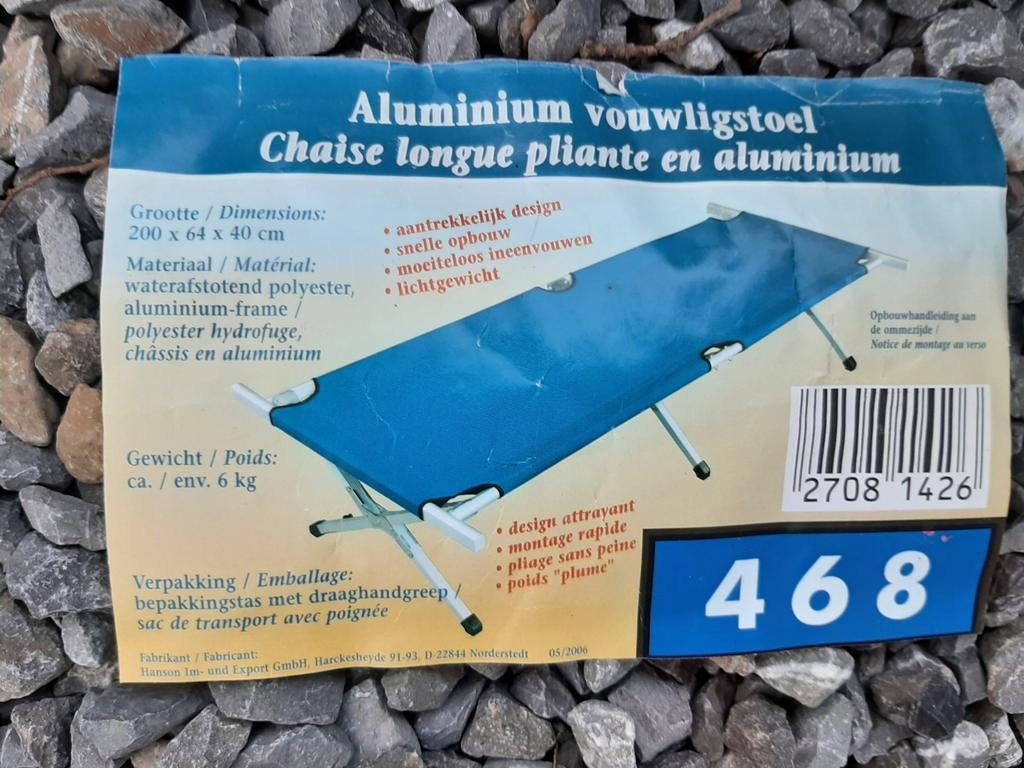 Aluminium vouwligstoel
Chaise longue pliante en aluminium
Grootte / Dimensions:
200 x 64 x 40 cm
Materiaal / Matérial:
waterafstotend polyester,
aluminium-frame /
polyester hydrofuge,
châssis en aluminium
• aantrekkelijk design
• snelle opbouw
• moeiteloos ineenvouwen
• lichtgewicht
Opbouwhandleiding aan
de ommezijde /
Notice de montage au verso
Gewicht / Poids:
ca. / env. 6 kg
2708 1426
• design attrayant
• montage rapide
• pliage sans peine
• poids "plume"
468
Verpakking / Emballage:
bepakkingstas met draaghandgreep /
sac de transport avec poignée
Fabrikant / Fabricant:
Hanson Im- und Export GmbH, Harckesheyde 91-93, D-22844 Norderstedt 05/2006